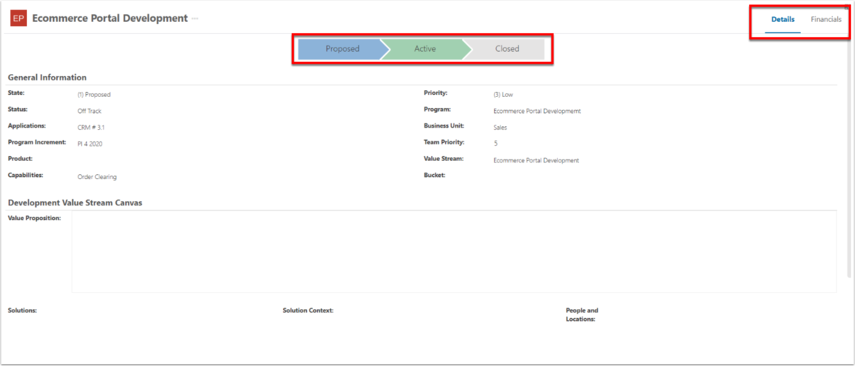 EP Ecommerce Portal Development ... Details Financials
Proposed Active Closed
General Information
State: (1) Proposed Priority: (3) Low
Status: Off Track Program: Ecommerce Portal Developmemt
Applications: CRM # 3.1 Business Unit: Sales
Program Increment: PI 4 2020 Team Priority: 5
Product: Value Stream: Ecommerce Portal Development
Capabilities: Order Clearing Bucket:
Development Value Stream Canvas
Value Proposition:
Solutions: Solution Context: People and
Locations: